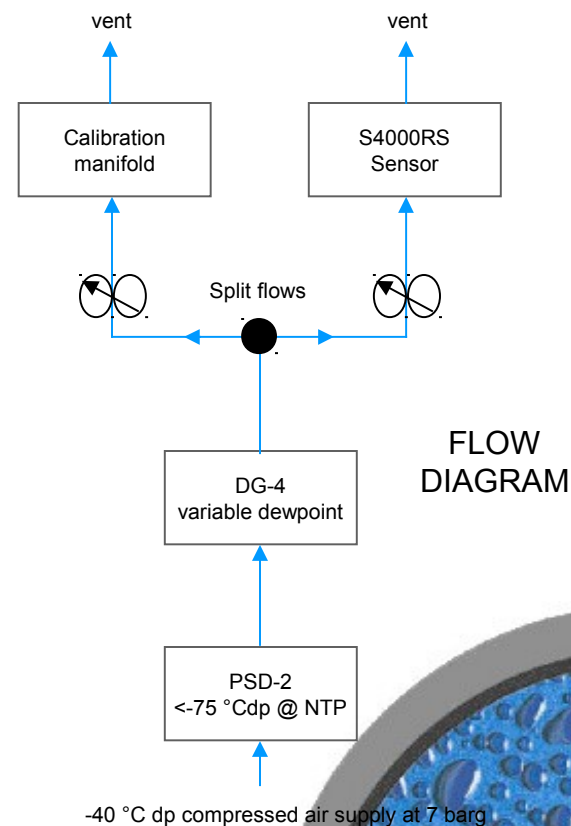 vent
vent
Calibration
manifold
S4000RS
Sensor
Split flows
FLOW
DIAGRAM
DG-4
variable dewpoint
PSD-2
<-75 °Cdp @ NTP
-40 °C dp compressed air supply at 7 barg